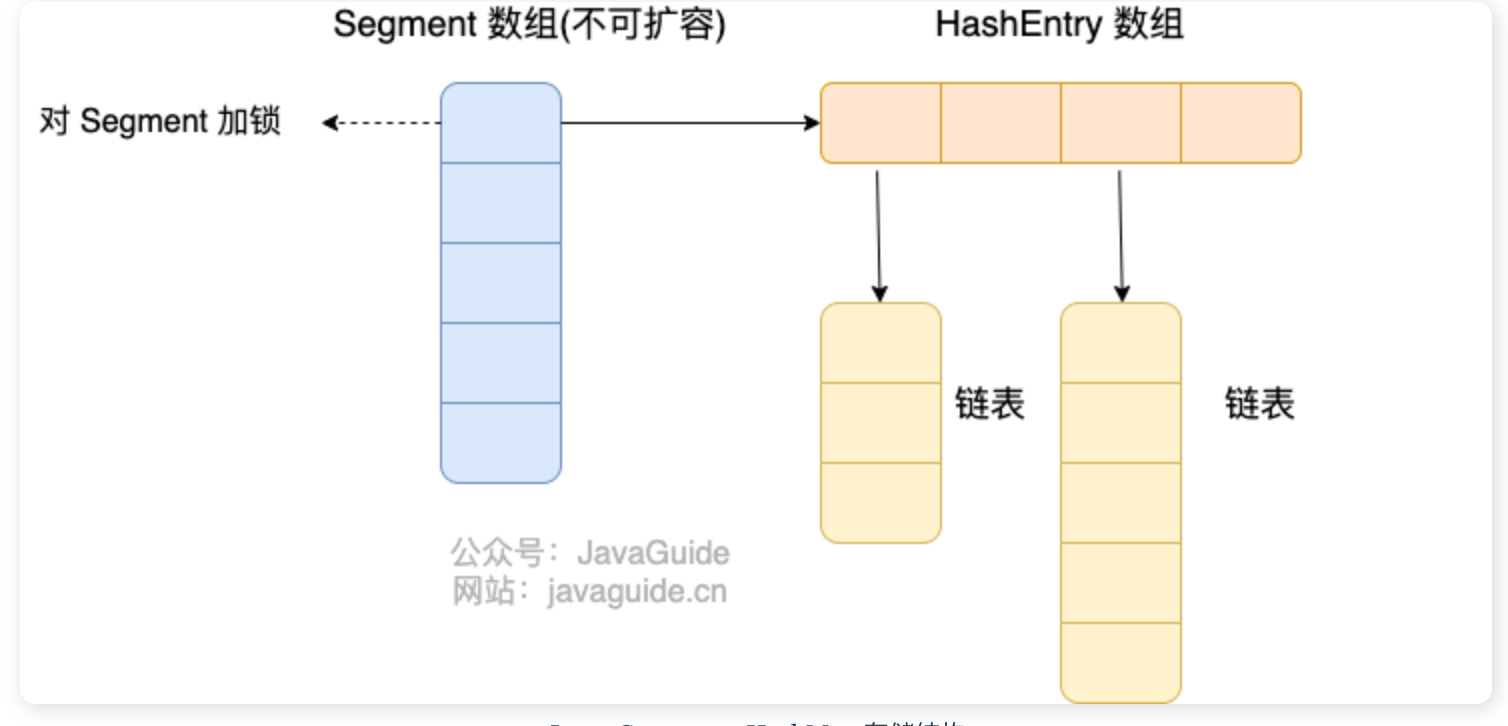 Segment 数组(不可扩容)
HashEntry 数组
对 Segment 加锁
链表
链表
公众号：JavaGuide
网站：javaguide.cn